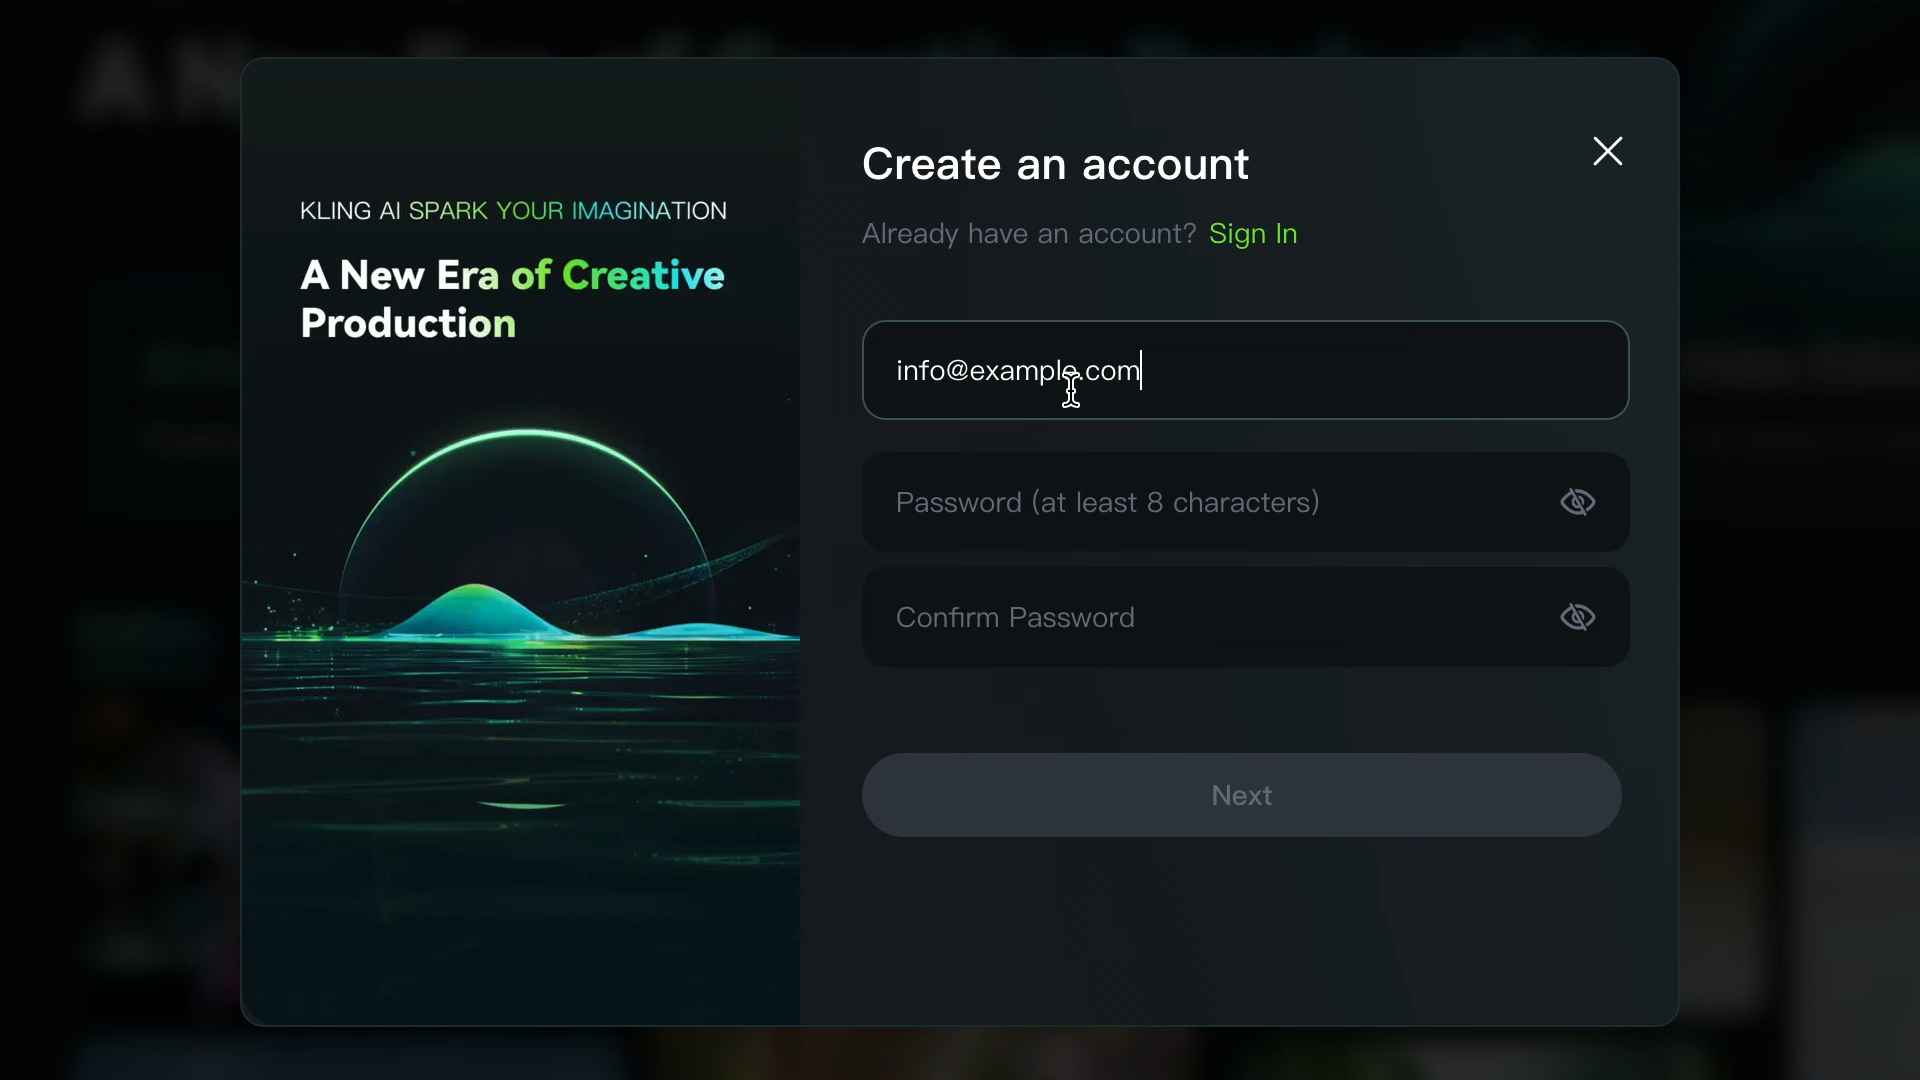 KLING AI SPARK YOUR IMAGINATION
A New Era of Creative
Production
Create an account
Already have an account? Sign In
info@example.com
Password (at least 8 characters)
Confirm Password
Next